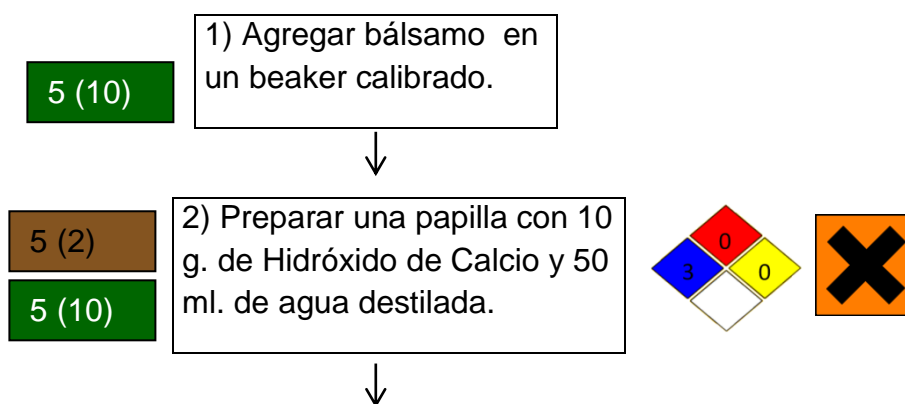 1) Agregar bálsamo en
un beaker calibrado.
5 (10)
5 (2)
5 (10)
2) Preparar una papilla con 10
g. de Hidróxido de Calcio y 50
ml. de agua destilada.
0
3
0